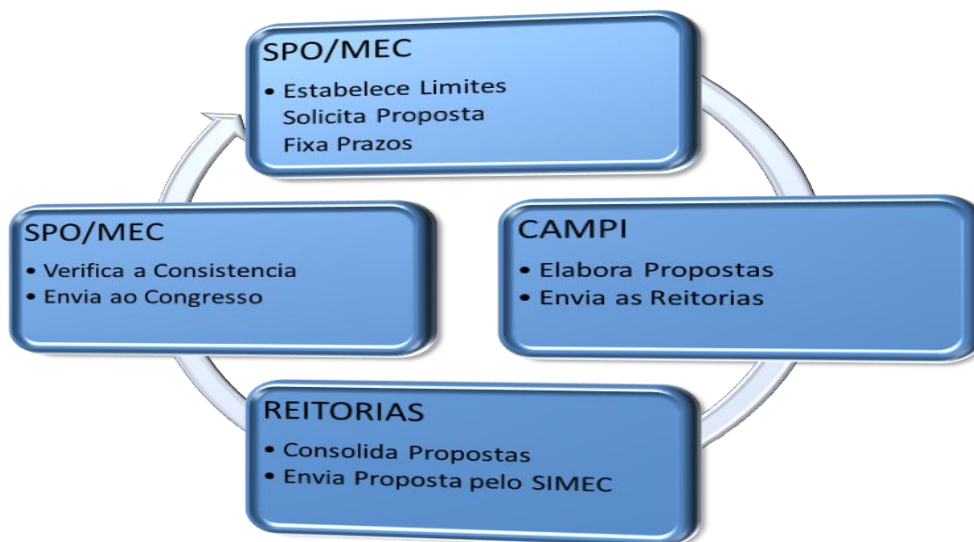 SPO/MEC
• Estabelece Limites
Solicita Proposta
Fixa Prazos
CAMPI
• Elabora Propostas
• Envia as Reitorias
REITORIAS
• Consolida Propostas
• Envia Proposta pelo SIMEC
SPO/MEC
• Verifica a Consistencia
• Envia ao Congresso